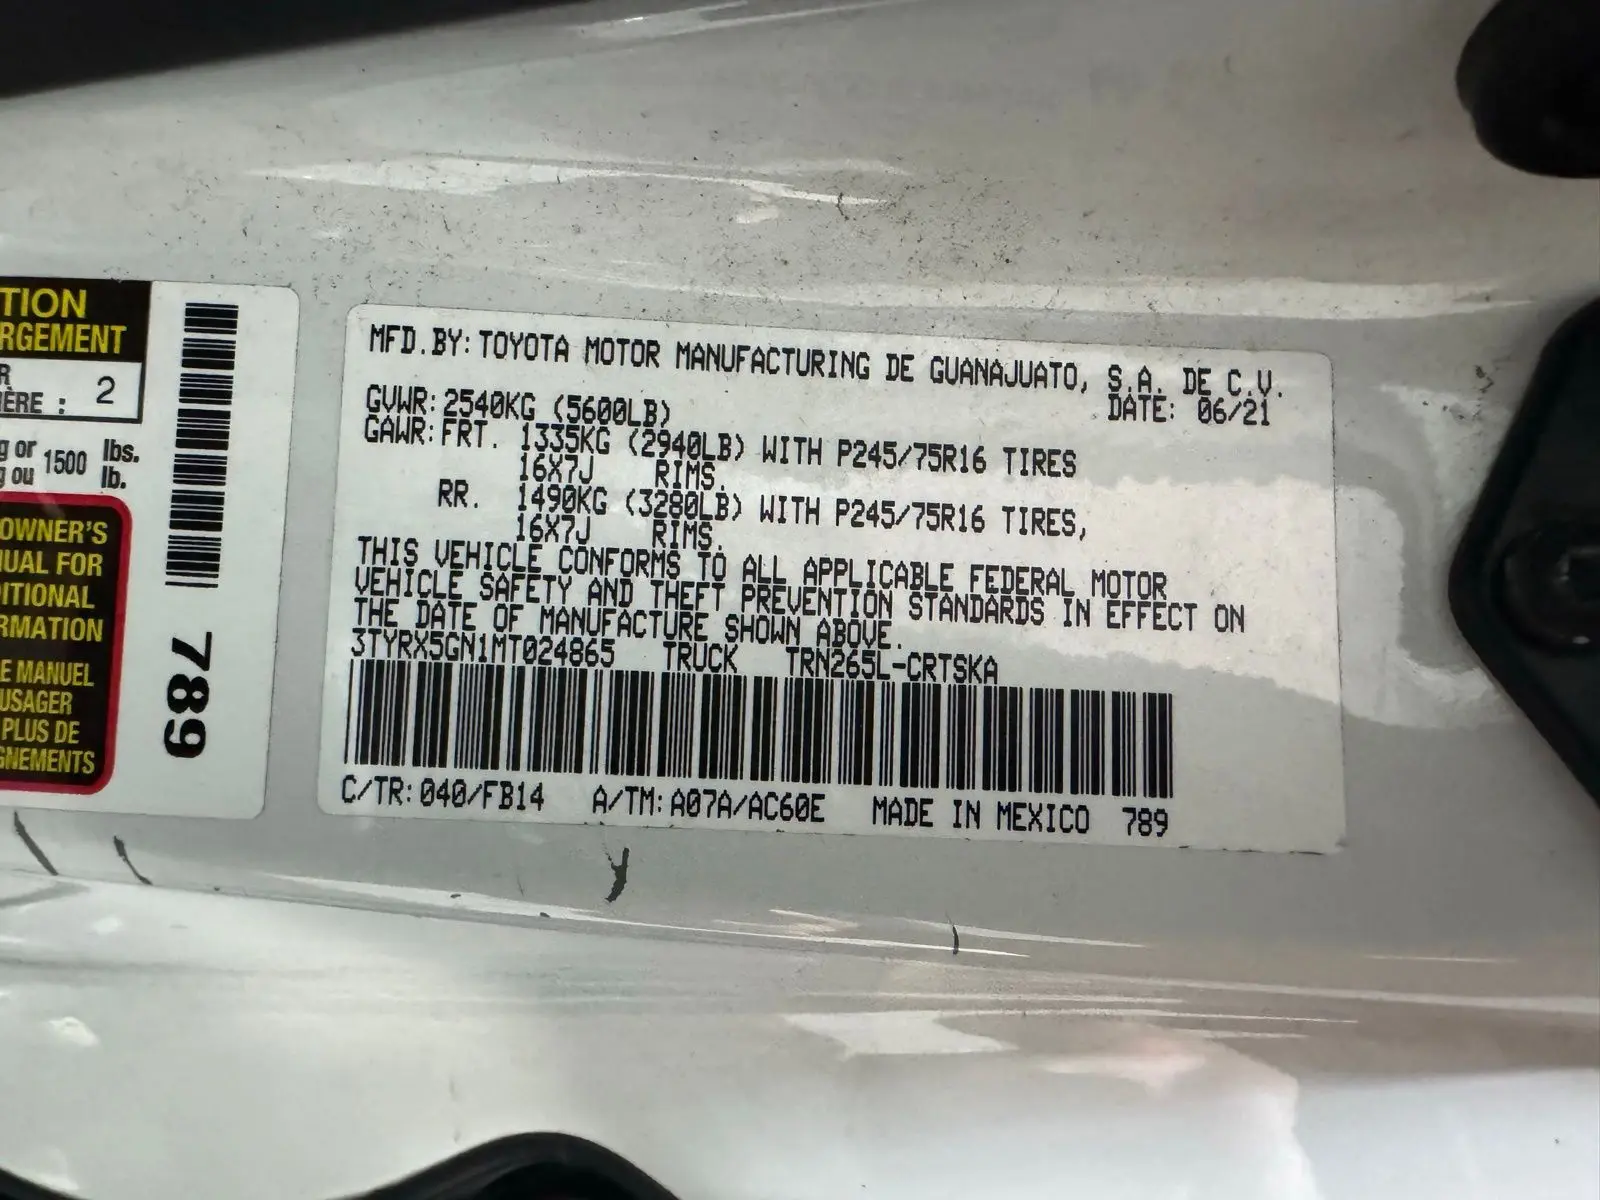 TION
RGEMENT
R
IÈRE : 2
g or 1500 lbs.
g ou lb.
OWNER'S
UAL FOR
DITIONAL
RMATION
E MANUEL
USAGER
PLUS DE
GNEMENTS
789
MFD.BY: TOYOTA MOTOR MANUFACTURING DE GUANAJUATO, S.A. DE C.V.
GVWR: 2540KG (5600LB) DATE: 06/21
GAWR: FRT. 1335KG (2940LB) WITH P245/75R16 TIRES
16X7J RIMS.
RR. 1490KG (3280LB) WITH P245/75R16 TIRES,
16X7J RIMS.
THIS VEHICLE CONFORMS TO ALL APPLICABLE FEDERAL MOTOR
VEHICLE SAFETY AND THEFT PREVENTION STANDARDS IN EFFECT ON
THE DATE OF MANUFACTURE SHOWN ABOVE.
3TYRX5GN1MT024865 TRUCK TRN265L-CRTSKA
C/TR: 040/FB14 A/TM: A07A/AC60E MADE IN MEXICO 789